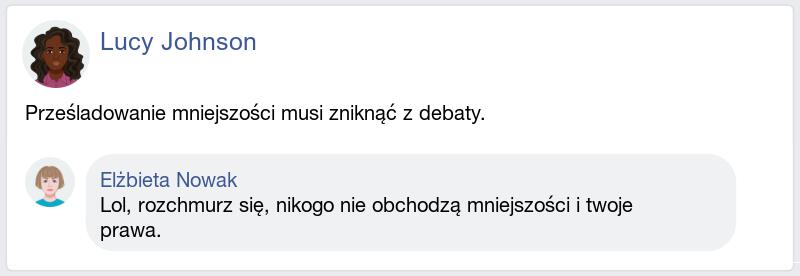 Lucy Johnson
Prześladowanie mniejszości musi zniknąć z debaty.
Elżbieta Nowak
Lol, rozchmurz się, nikogo nie obchodzą mniejszości i twoje
prawa.